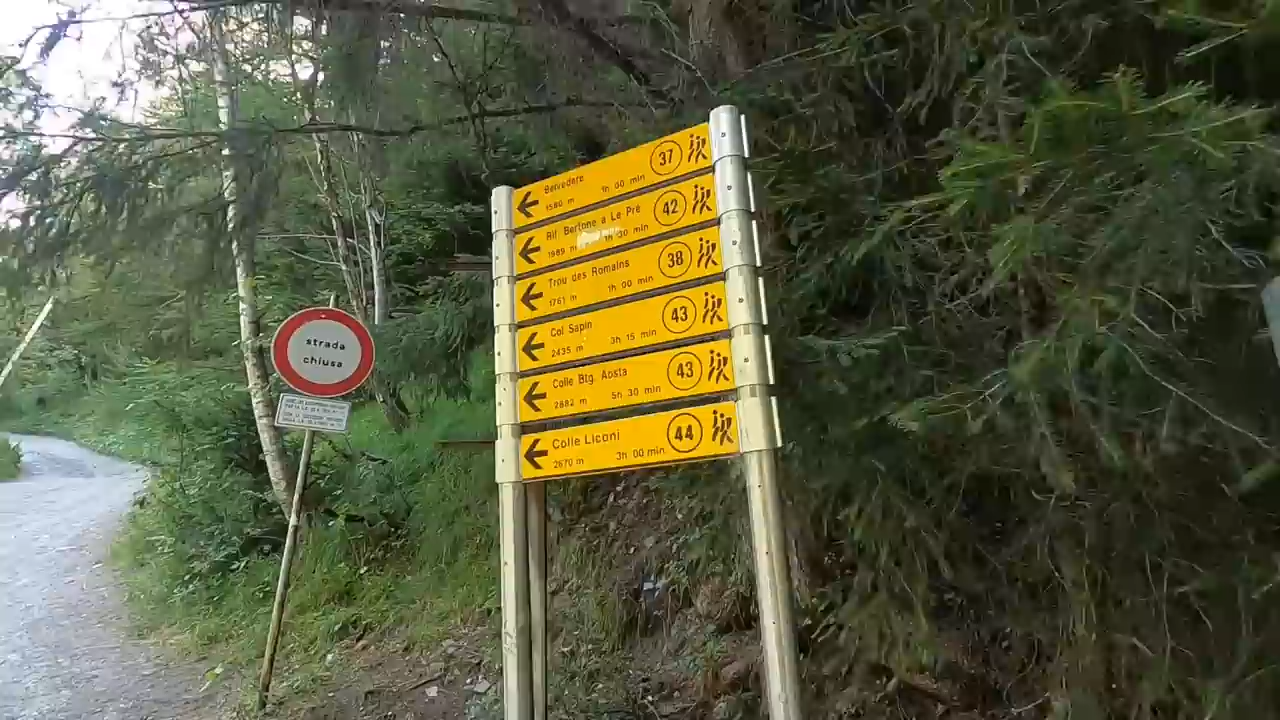 strada
chiusa
Belvedere
1580 m 1h 00 min 37
Rif Bertone a Le Pré
1989 m 1h 30 min 42
Trou des Romains
1761 m 1h 00 min 38
Col Sapin
2435 m 3h 15 min 43
Colle Btg. Aosta
2882 m 5h 30 min 43
Colle Liconi
2670 m 3h 00 min 44